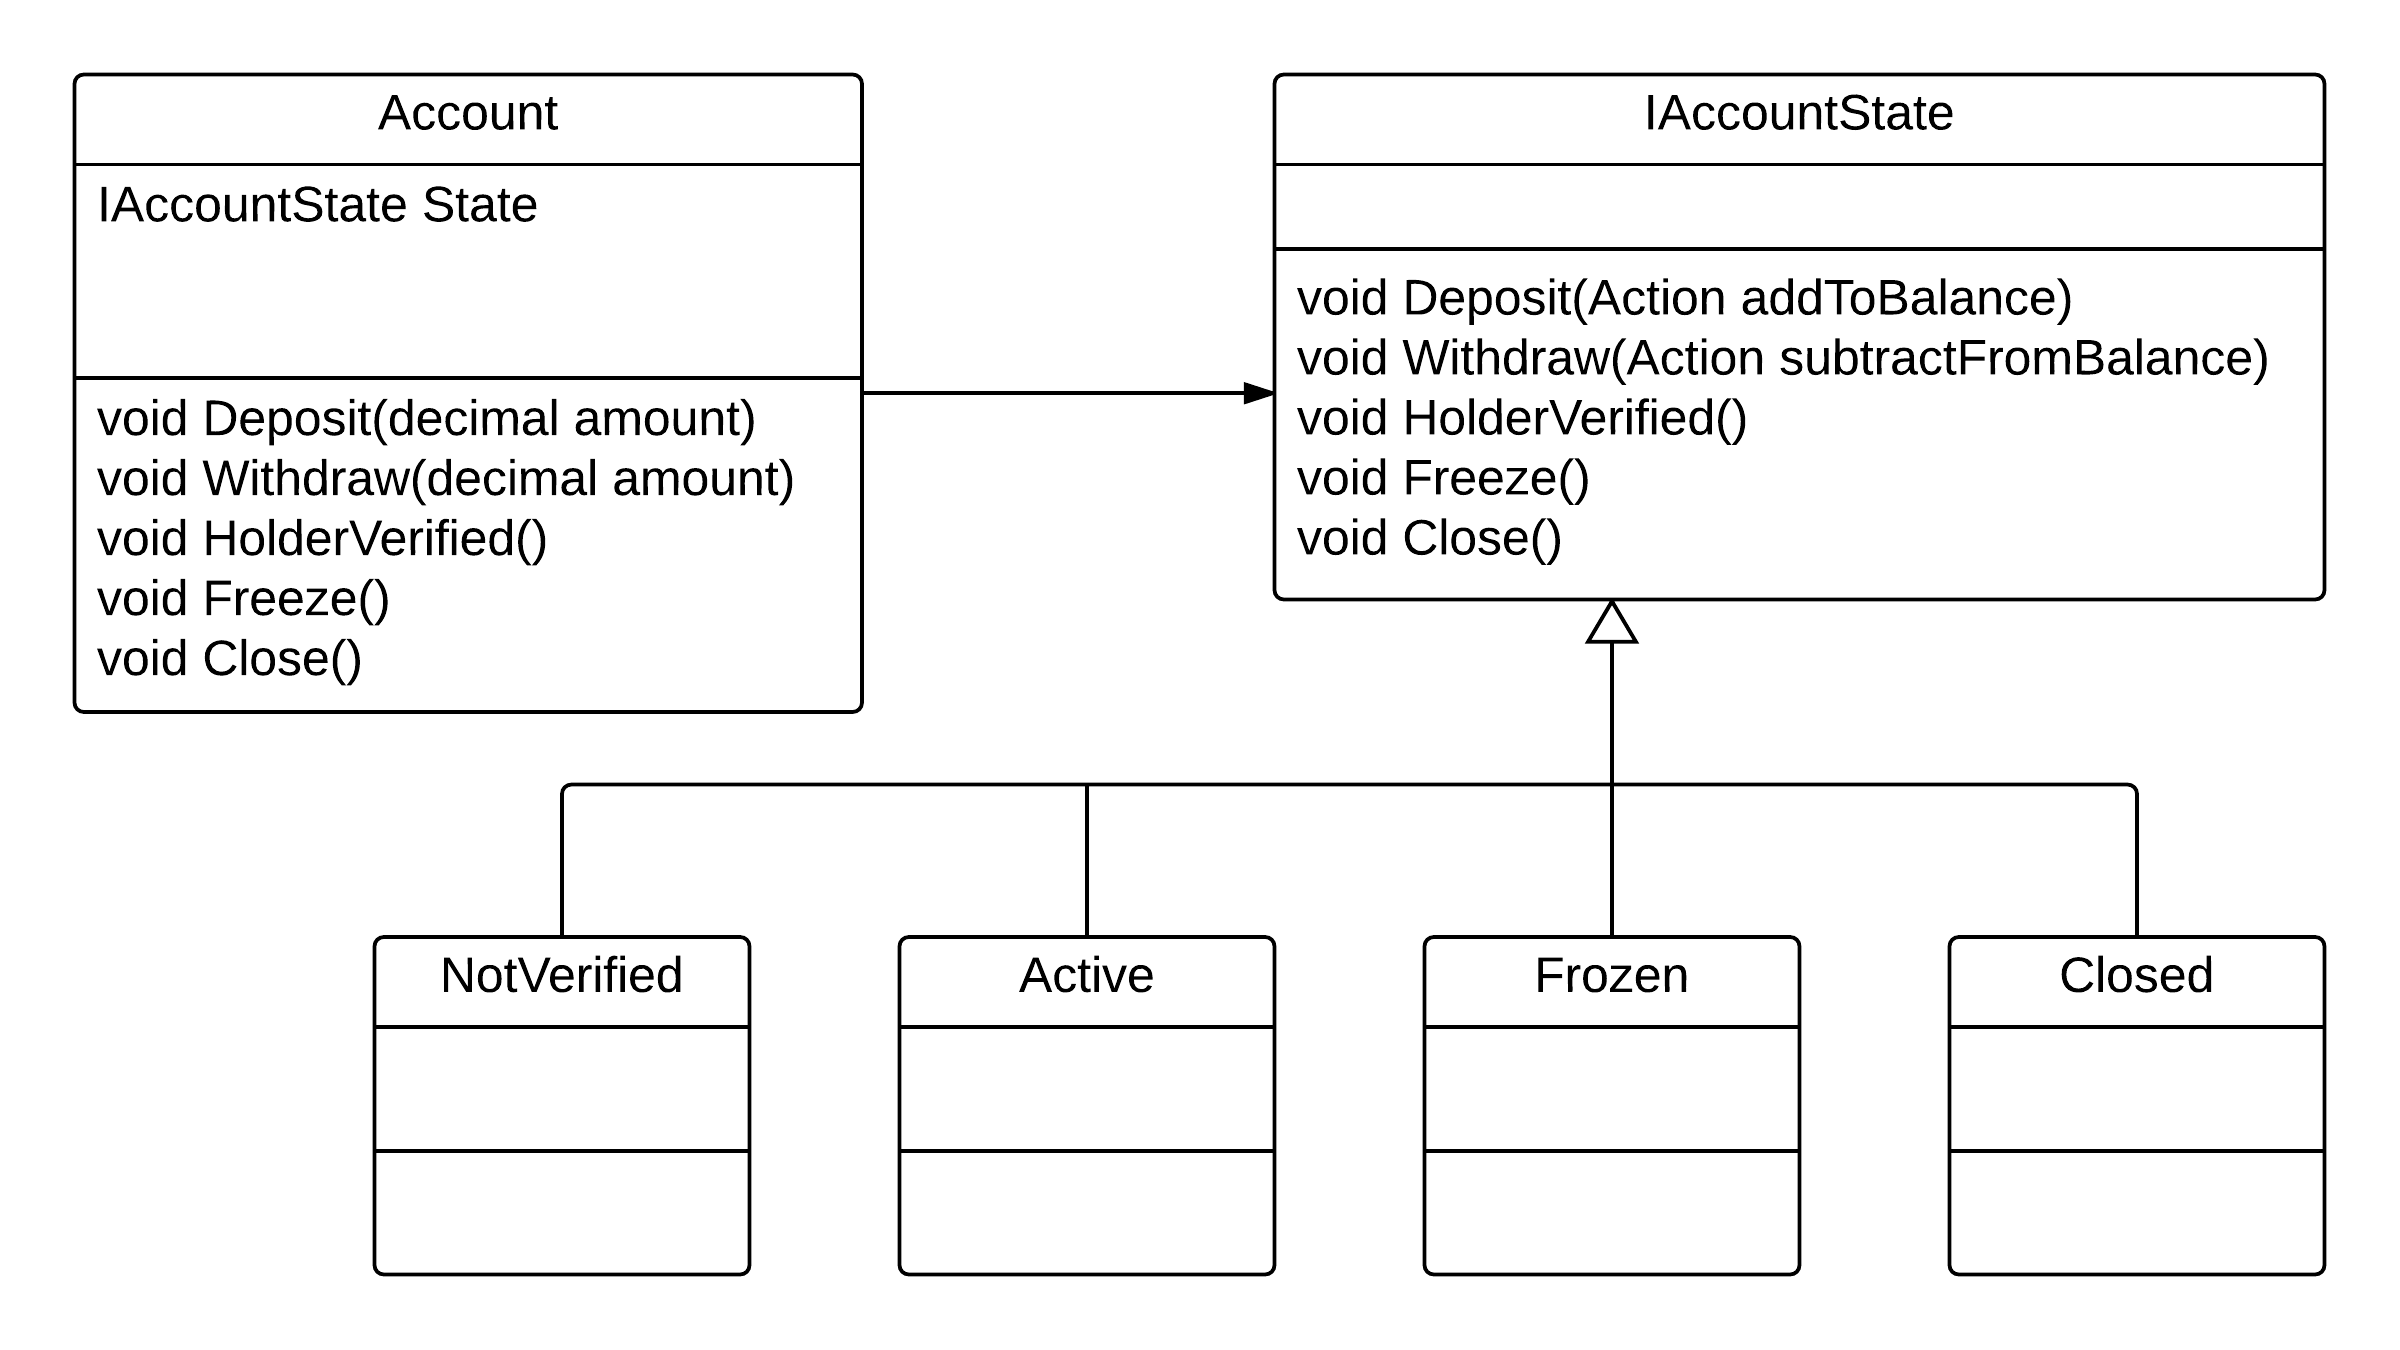 Account
IAccountState State
void Deposit(decimal amount)
void Withdraw(decimal amount)
void HolderVerified()
void Freeze()
void Close()
IAccountState
void Deposit(Action addToBalance)
void Withdraw(Action subtractFromBalance)
void HolderVerified()
void Freeze()
void Close()
NotVerified
Active
Frozen
Closed